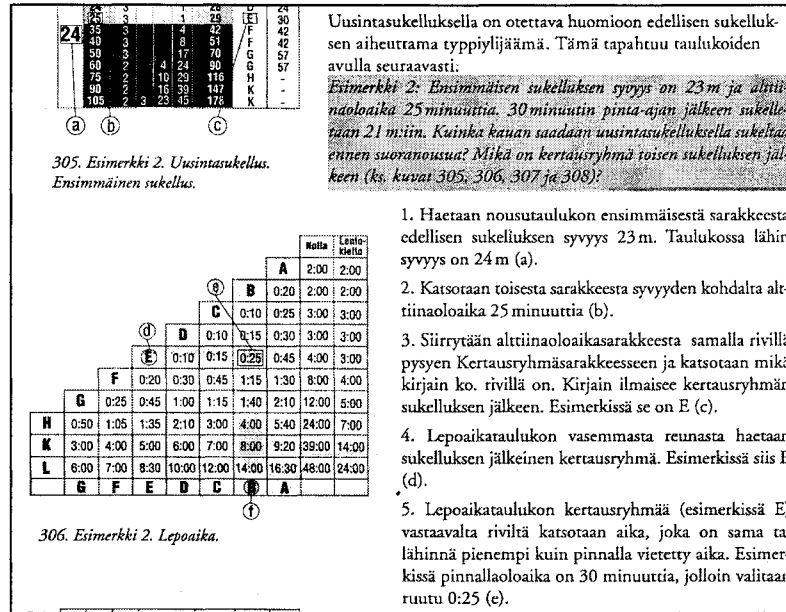 25 3 1 29 E 30
24 35 3 4 42 F 42
40 3 8 51 F 42
50 3 17 70 G 57
60 2 4 24 90 G 57
75 2 10 29 116 H -
90 2 16 39 147 K -
105 2 3 23 45 178 K -
a b c
305. Esimerkki 2. Uusintasukellus.
Ensimmäinen sukellus.
Nolla Lento-
kielto
A 2:00 2:00
e B 0:20 2:00 2:00
C 0:10 0:25 3:00 3:00
d D 0:10 0:15 0:30 3:00 3:00
E 0:10 0:15 0:25 0:45 4:00 3:00
F 0:20 0:30 0:45 1:15 1:30 8:00 4:00
G 0:25 0:45 1:00 1:15 1:40 2:10 12:00 5:00
H 0:50 1:05 1:35 2:10 3:00 4:00 5:40 24:00 7:00
K 3:00 4:00 5:00 6:00 7:00 8:00 9:20 39:00 14:00
L 6:00 7:00 8:30 10:00 12:00 14:00 16:30 48:00 24:00
G F E D C B A
f
306. Esimerkki 2. Lepoaika.
Uusintasukelluksella on otettava huomioon edellisen sukelluk-
sen aiheuttama typpiylijäämä. Tämä tapahtuu taulukoiden
avulla seuraavasti:
Esimerkki 2: Ensimmäisen sukelluksen syvyys on 23 m ja altti-
naoloaika 25 minuuttia. 30 minuutin pinta-ajan jälkeen sukelle-
taan 21 m:iin. Kuinka kauan saadaan uusintasukelluksella sukeltaa
ennen suoranousua? Mikä on kertausryhmä toisen sukelluksen jäl-
keen (ks. kuvat 305, 306, 307 ja 308)?
1. Haetaan nousutaulukon ensimmäisestä sarakkeesta
edellisen sukelluksen syvyys 23 m. Taulukossa lähin
syvyys on 24 m (a).
2. Katsotaan toisesta sarakkeesta syvyyden kohdalta alt-
tiinaoloaika 25 minuuttia (b).
3. Siirrytään alttiinaoloaikasarakkeesta samalla rivillä
pysyen Kertausryhmäsarakkeeseen ja katsotaan mikä
kirjain ko. rivillä on. Kirjain ilmaisee kertausryhmän
sukelluksen jälkeen. Esimerkissä se on E (c).
4. Lepoaikataulukon vasemmasta reunasta haetaan
sukelluksen jälkeinen kertausryhmä. Esimerkissä siis E
(d).
5. Lepoaikataulukon kertausryhmää (esimerkissä E)
vastaavalta riviltä katsotaan aika, joka on sama tai
lähinnä pienempi kuin pinnalla vietetty aika. Esimer-
kissä pinnallaoloaika on 30 minuuttia, jolloin valitaan
ruutu 0:25 (e).